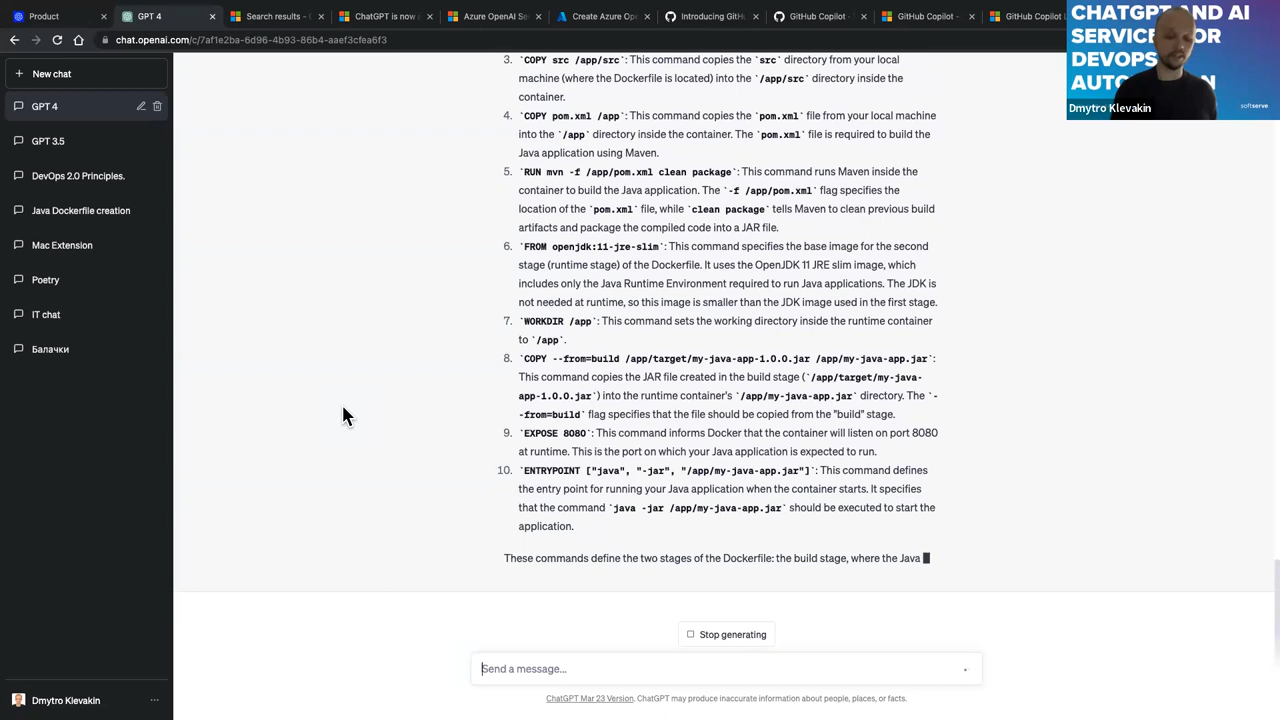 Product
GPT 4
Search results - 
ChatGPT is now 
Azure OpenAI Se
Create Azure Op
Introducing GitH
GitHub Copilot ·
GitHub Copilot -
GitHub Copilot
chat.openai.com/c/7af1e2ba-6d96-4b93-86b4-aaef3cfea6f3
CHATGPT AND AI
SERVICES FOR
DEVOPS
AUTOMATION
Dmytro Klevakin
softserve
New chat
GPT 4
GPT 3.5
DevOps 2.0 Principles.
Java Dockerfile creation
Mac Extension
Poetry
IT chat
Балачки
Dmytro Klevakin
3. `COPY src /app/src`: This command copies the `src` directory from your local
machine (where the Dockerfile is located) into the `/app/src` directory inside the
container.
4. `COPY pom.xml /app`: This command copies the `pom.xml` file from your local machine
into the `/app` directory inside the container. The `pom.xml` file is required to build the
Java application using Maven.
5. `RUN mvn -f /app/pom.xml clean package`: This command runs Maven inside the
container to build the Java application. The `-f /app/pom.xml` flag specifies the
location of the `pom.xml` file, while `clean package` tells Maven to clean previous build
artifacts and package the compiled code into a JAR file.
6. `FROM openjdk:11-jre-slim`: This command specifies the base image for the second
stage (runtime stage) of the Dockerfile. It uses the OpenJDK 11 JRE slim image, which
includes only the Java Runtime Environment required to run Java applications. The JDK is
not needed at runtime, so this image is smaller than the JDK image used in the first stage.
7. `WORKDIR /app`: This command sets the working directory inside the runtime container
to `/app`.
8. `COPY --from=build /app/target/my-java-app-1.0.0.jar /app/my-java-app.jar`:
This command copies the JAR file created in the build stage (`/app/target/my-java-
app-1.0.0.jar`) into the runtime container's `/app/my-java-app.jar` directory. The `-
-from=build` flag specifies that the file should be copied from the "build" stage.
9. `EXPOSE 8080`: This command informs Docker that the container will listen on port 8080
at runtime. This is the port on which your Java application is expected to run.
10. `ENTRYPOINT ["java", "-jar", "/app/my-java-app.jar"]`: This command defines
the entry point for running your Java application when the container starts. It specifies
that the command `java -jar /app/my-java-app.jar` should be executed to start the
application.
These commands define the two stages of the Dockerfile: the build stage, where the Java
Stop generating
Send a message...
ChatGPT Mar 23 Version. ChatGPT may produce inaccurate information about people, places, or facts.